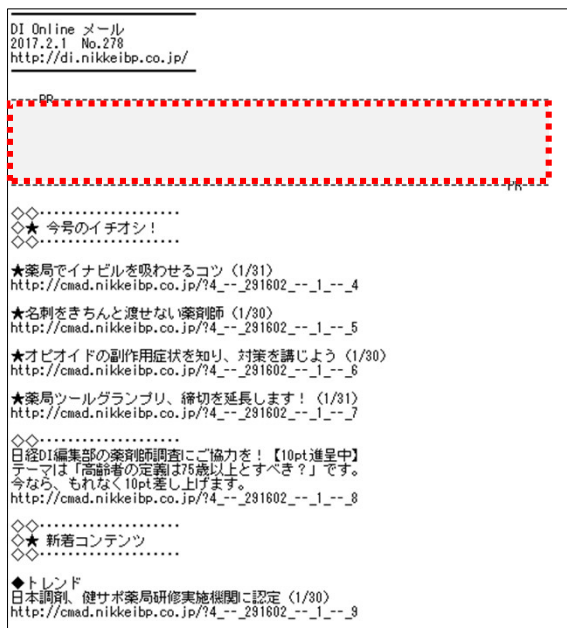 DI Online メール
2017.2.1 No.278
http://di.nikkeibp.co.jp/
----PR----
----PR----
◇◇‥‥‥‥‥‥‥‥‥‥
◇★ 今号のイチオシ！
◇◇‥‥‥‥‥‥‥‥‥‥
★薬局でイナビルを吸わせるコツ（1/31）
http://cmad.nikkeibp.co.jp/?4_--_291602_--_1_--_4
★名刺をきちんと渡せない薬剤師（1/30）
http://cmad.nikkeibp.co.jp/?4_--_291602_--_1_--_5
★オピオイドの副作用症状を知り、対策を講じよう（1/30）
http://cmad.nikkeibp.co.jp/?4_--_291602_--_1_--_6
★薬局ツールグランプリ、締切を延長します！（1/31）
http://cmad.nikkeibp.co.jp/?4_--_291602_--_1_--_7
◇◇‥‥‥‥‥‥‥‥‥‥
日経DI編集部の薬剤師調査にご協力を！【10pt進呈中】
テーマは「高齢者の定義は75歳以上とすべき？」です。
今なら、もれなく10pt差し上げます。
http://cmad.nikkeibp.co.jp/?4_--_291602_--_1_--_8
◇◇‥‥‥‥‥‥‥‥‥‥
◇★ 新着コンテンツ
◇◇‥‥‥‥‥‥‥‥‥‥
◆トレンド
日本調剤、健サポ薬局研修実施機関に認定（1/30）
http://cmad.nikkeibp.co.jp/?4_--_291602_--_1_--_9